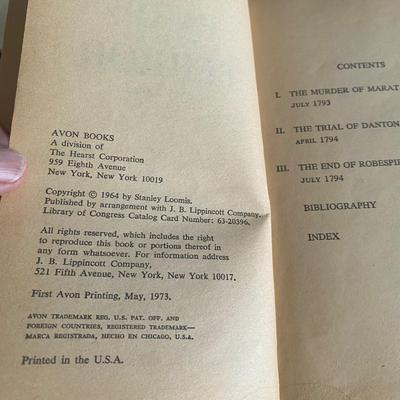 AVON BOOKS
A division of
The Hearst Corporation
959 Eighth Avenue
New York, New York 10019
Copyright © 1964 by Stanley Loomis.
Published by arrangement with J. B. Lippincott Company.
Library of Congress Catalog Card Number: 63-20396.
All rights reserved, which includes the right
to reproduce this book or portions thereof in
any form whatsoever. For information address
J. B. Lippincott Company,
521 Fifth Avenue, New York, New York 10017.
First Avon Printing, May, 1973.
AVON TRADEMARK REG. U.S. PAT. OFF. AND
FOREIGN COUNTRIES, REGISTERED TRADEMARK—
MARCA REGISTRADA, HECHO EN CHICAGO, U.S.A.
Printed in the U.S.A.
CONTENTS
I. THE MURDER OF MARAT
JULY 1793
II. THE TRIAL OF DANTON
APRIL 1794
III. THE END OF ROBESPI
JULY 1794
BIBLIOGRAPHY
INDEX